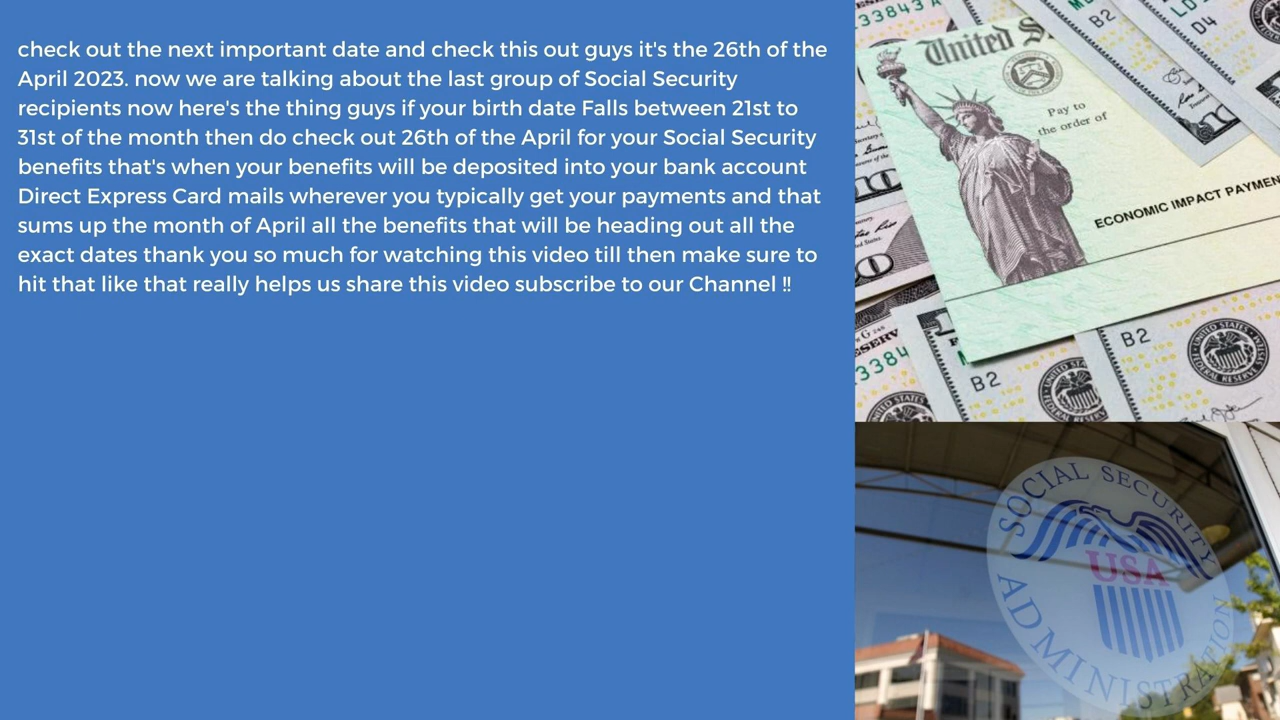 check out the next important date and check this out guys it's the 26th of the
April 2023. now we are talking about the last group of Social Security
recipients now here's the thing guys if your birth date Falls between 21st to
31st of the month then do check out 26th of the April for your Social Security
benefits that's when your benefits will be deposited into your bank account
Direct Express Card mails wherever you typically get your payments and that
sums up the month of April all the benefits that will be heading out all the
exact dates thank you so much for watching this video till then make sure to
hit that like that really helps us share this video subscribe to our Channel !!
33843 A
B2
D4
United S
Pay to
the order of
ECONOMIC IMPACT PAYMEN
B2
B2
SOCIAL SECURITY
USA
ADMINISTRATION